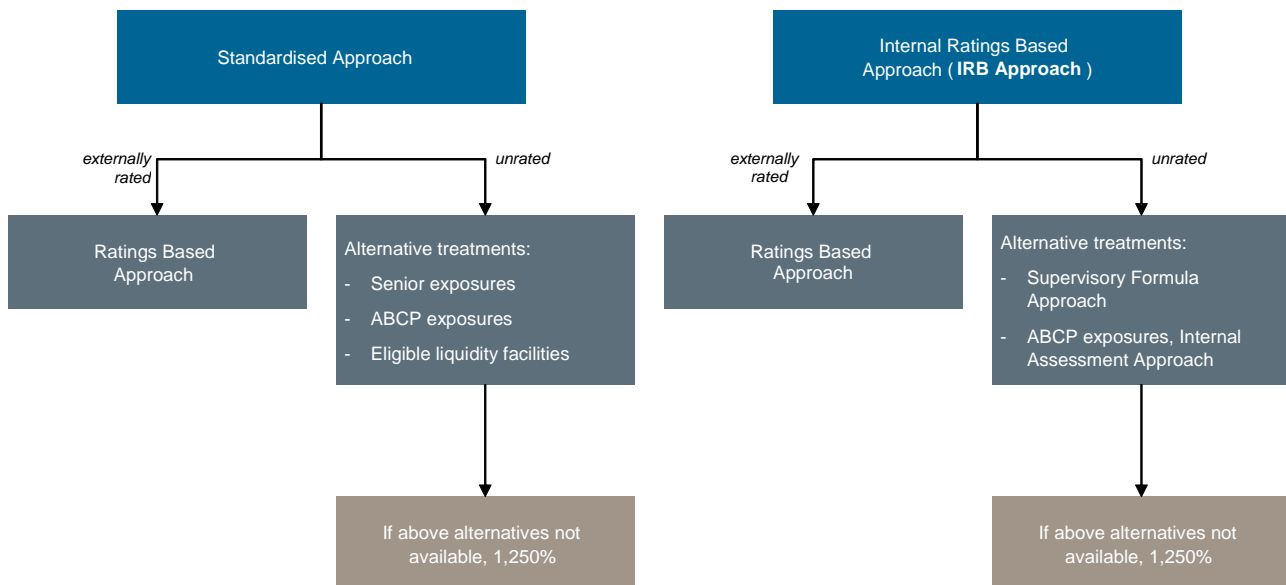 Standardised Approach
externally
rated
unrated
Ratings Based
Approach
Alternative treatments:
- Senior exposures
- ABCP exposures
- Eligible liquidity facilities
If above alternatives not
available, 1,250%
Internal Ratings Based
Approach ( IRB Approach )
externally
rated
unrated
Ratings Based
Approach
Alternative treatments:
- Supervisory Formula
Approach
- ABCP exposures, Internal
Assessment Approach
If above alternatives not
available, 1,250%